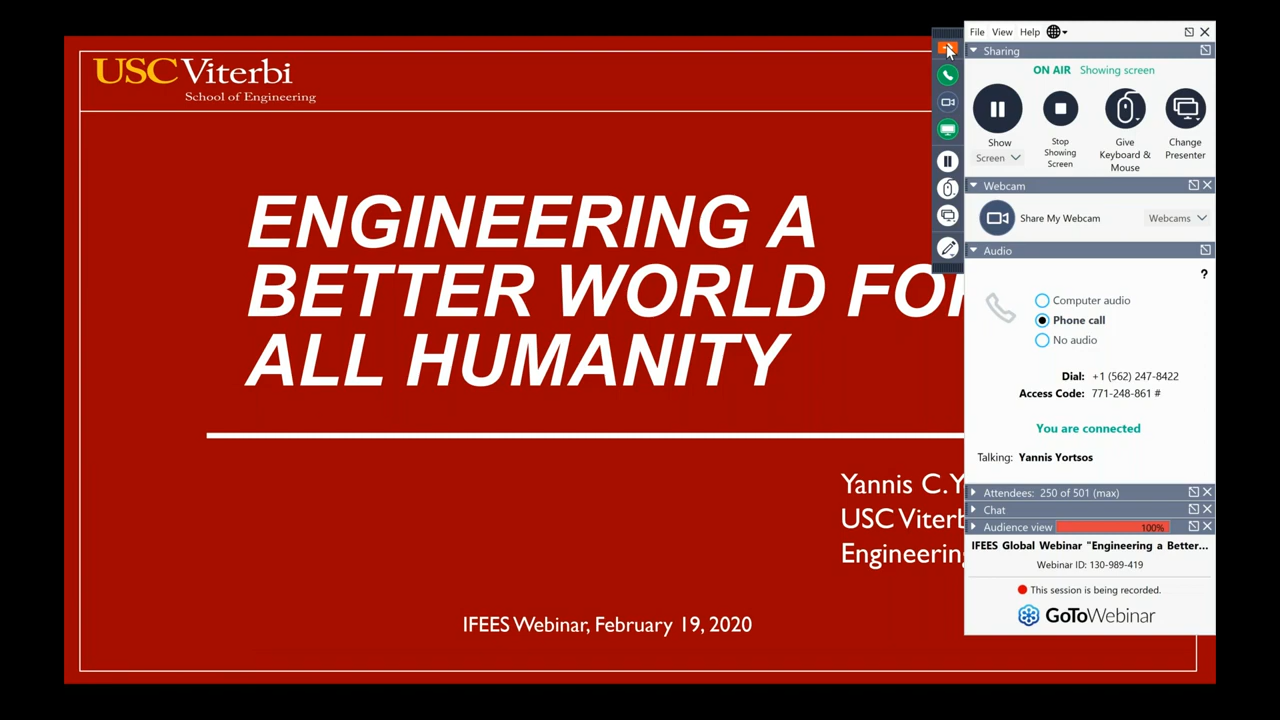 USC Viterbi
School of Engineering
ENGINEERING A
BETTER WORLD FOR
ALL HUMANITY
Yannis C.Y
USC Viterb
Engineering
IFEES Webinar, February 19, 2020
File View Help
Sharing
ON AIR Showing screen
Show
Screen
Stop
Showing
Screen
Give
Keyboard &
Mouse
Change
Presenter
Webcam
Share My Webcam
Webcams
Audio
?
Computer audio
Phone call
No audio
Dial: +1 (562) 247-8422
Access Code: 771-248-861 #
You are connected
Talking: Yannis Yortsos
Attendees: 250 of 501 (max)
Chat
Audience view 100%
IFEES Global Webinar "Engineering a Better...
Webinar ID: 130-989-419
This session is being recorded.
GoToWebinar